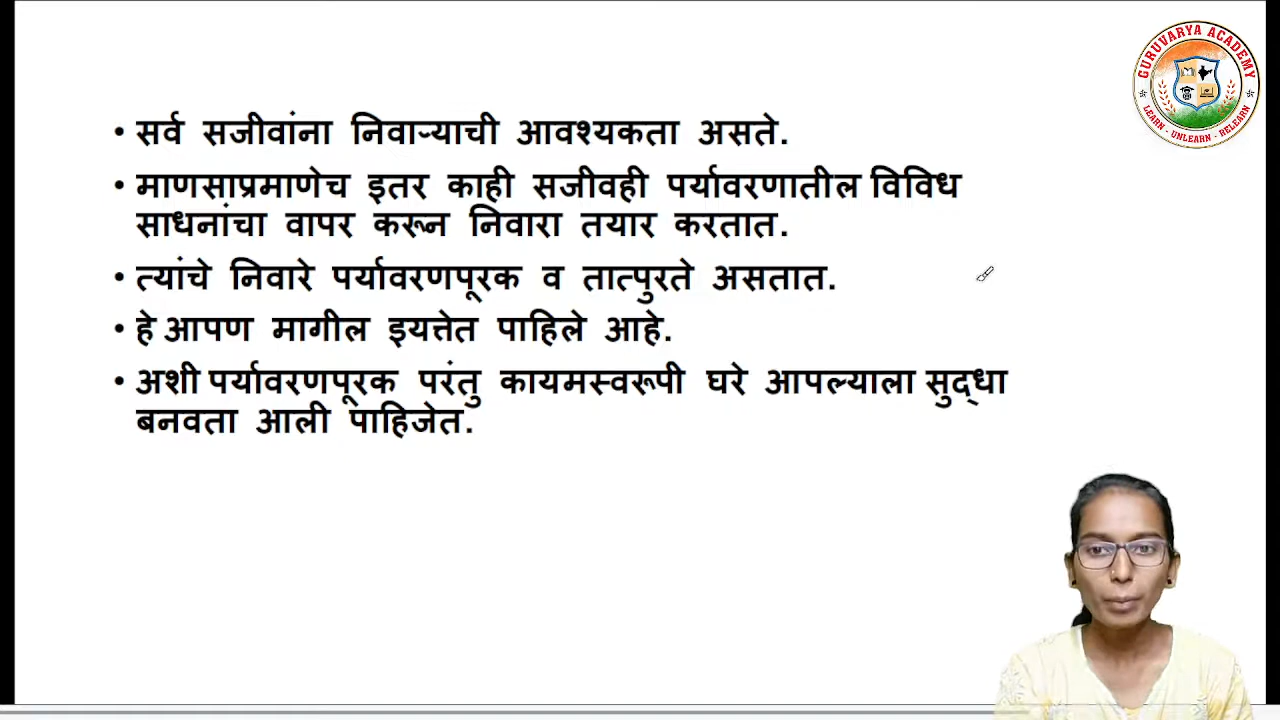 GURUVARYA ACADEMY
LEARN - UNLEARN - RELEARN
• सर्व सजीवांना निवाऱ्याची आवश्यकता असते.
• माणसाप्रमाणेच इतर काही सजीवही पर्यावरणातील विविध
साधनांचा वापर करून निवारा तयार करतात.
• त्यांचे निवारे पर्यावरणपूरक व तात्पुरते असतात.
• हे आपण मागील इयत्तेत पाहिले आहे.
• अशी पर्यावरणपूरक परंतु कायमस्वरूपी घरे आपल्याला सुद्धा
बनवता आली पाहिजेत.